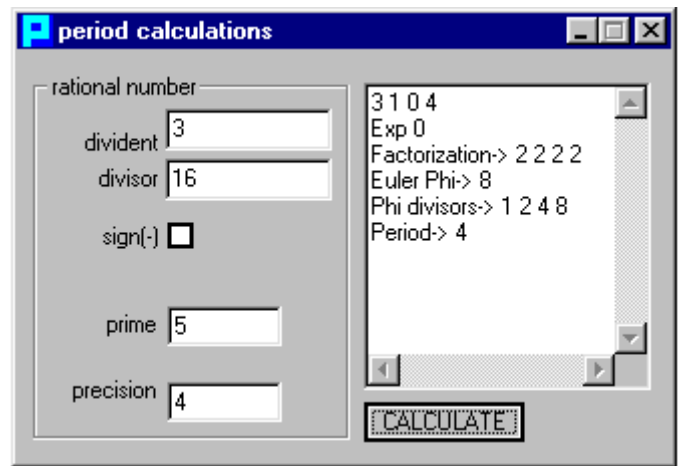 period calculations
rational number
divident 3
divisor 16
sign(-)
prime 5
precision 4
3 1 0 4
Exp 0
Factorization-> 2 2 2 2
Euler Phi-> 8
Phi divisors-> 1 2 4 8
Period-> 4
CALCULATE